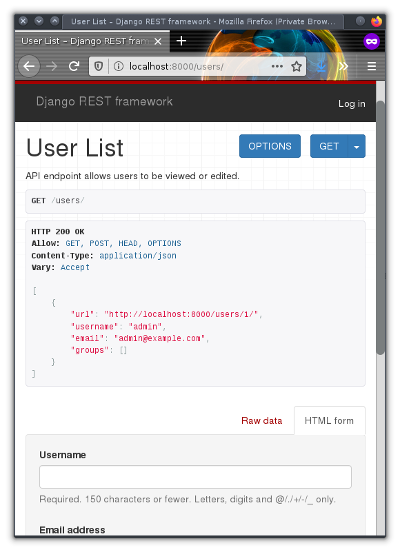 User List – Django REST framework - Mozilla Firefox (Private Brow...
User List – Django REST fram
localhost:8000/users/
Django REST framework
Log in
User List
OPTIONS
GET
API endpoint allows users to be viewed or edited.
GET /users/
HTTP 200 OK
Allow: GET, POST, HEAD, OPTIONS
Content-Type: application/json
Vary: Accept
[
{
"url": "http://localhost:8000/users/1/",
"username": "admin",
"email": "admin@example.com",
"groups": []
}
]
Raw data
HTML form
Username
Required. 150 characters or fewer. Letters, digits and @/./+/-/_ only.
Email address